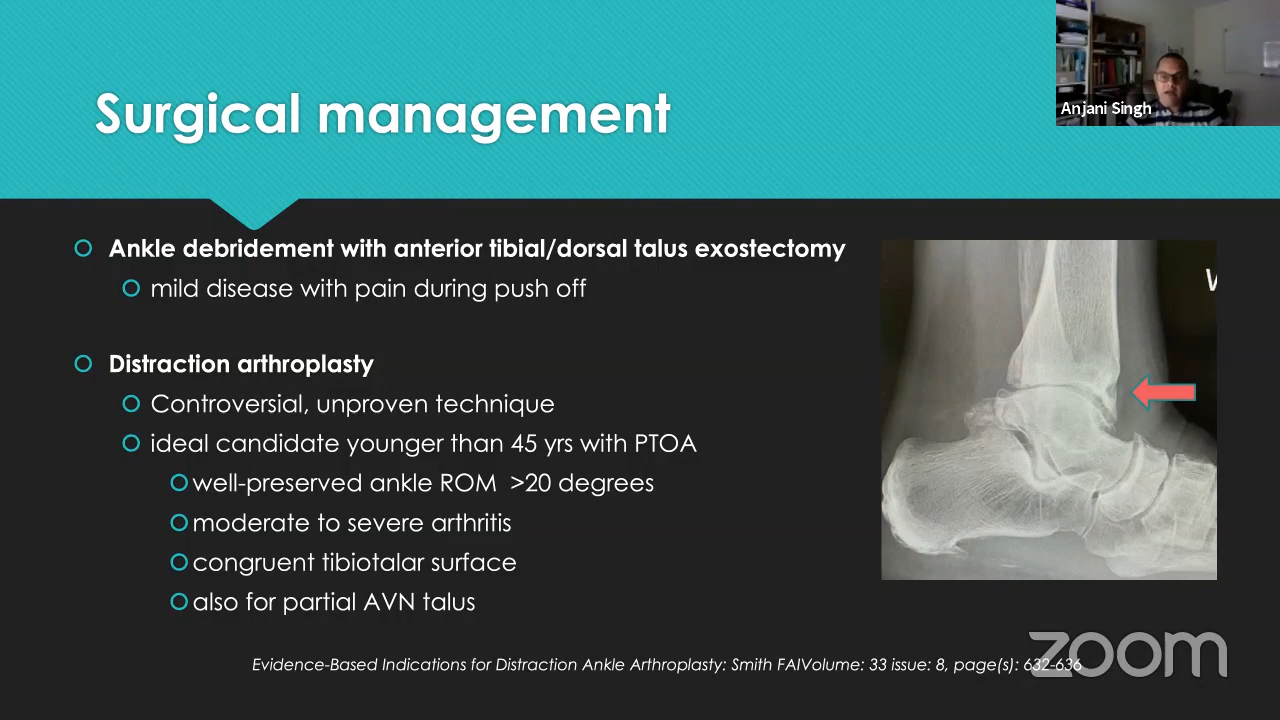 Surgical management
Anjani Singh
Ankle debridement with anterior tibial/dorsal talus exostectomy
mild disease with pain during push off
Distraction arthroplasty
Controversial, unproven technique
ideal candidate younger than 45 yrs with PTOA
well-preserved ankle ROM >20 degrees
moderate to severe arthritis
congruent tibiotalar surface
also for partial AVN talus
Evidence-Based Indications for Distraction Ankle Arthroplasty: Smith FAIVolume: 33 issue: 8, page(s): 632-636
zoom